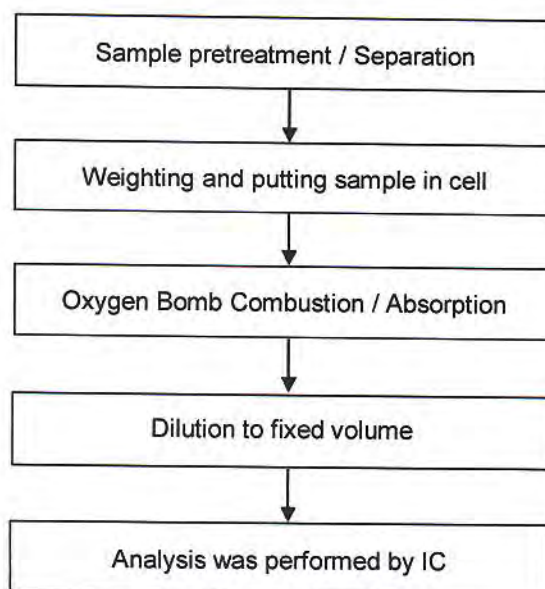 Sample pretreatment / Separation
Weighting and putting sample in cell
Oxygen Bomb Combustion / Absorption
Dilution to fixed volume
Analysis was performed by IC